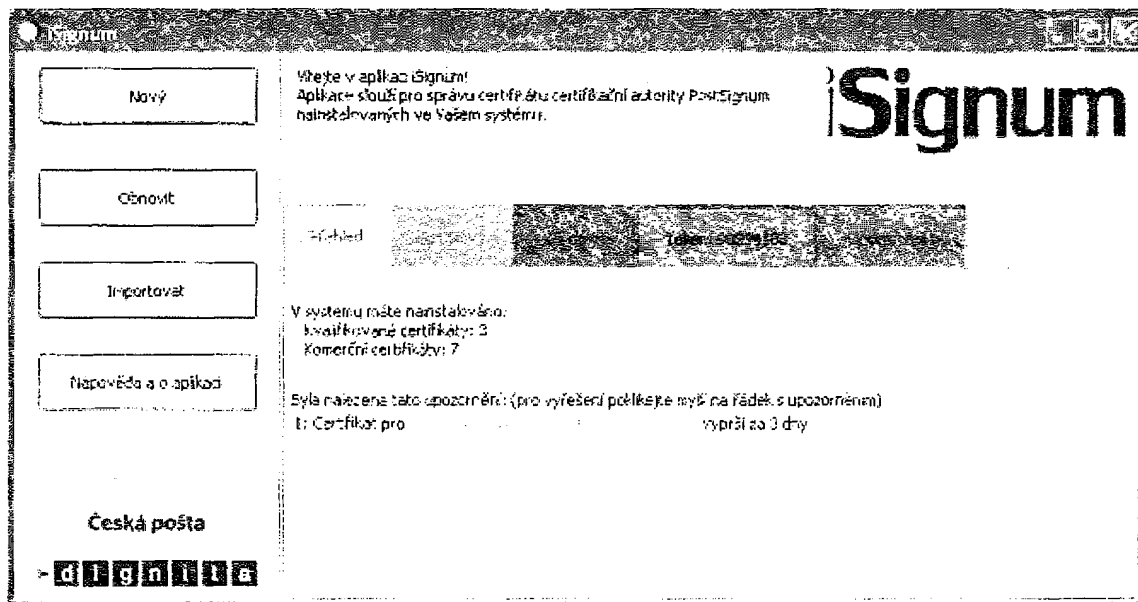 iSignum
Nový
Obnovit
Importovat
Nápověda a o aplikaci
Česká pošta
dignita
Vítejte v aplikaci iSignum!
Aplikace slouží pro správu certifikátů certifikační autority PostSignum
nainstalovaných ve Vašem systému.
iSignum
Přehled
V systému máte nainstalováno:
Kvalifikované certifikáty: 3
Komerční certifikáty: 7
Byla nalezena tato upozornění: (pro vyřešení poklikejte myší na řádek s upozorněním)
1: Certifikát pro vyprší za dny